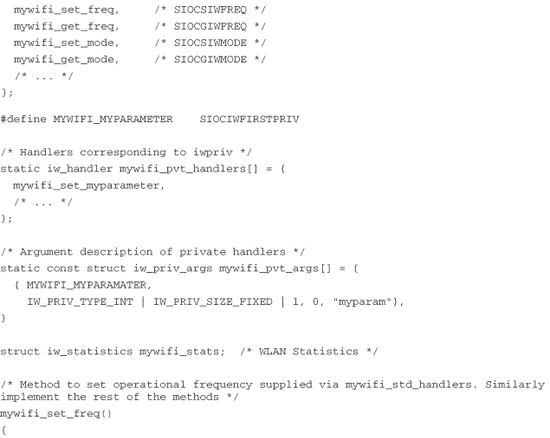 mywifi_set_freq,     /* SIOCSIWFREQ */
mywifi_get_freq,     /* SIOCGIWFREQ */
mywifi_set_mode,     /* SIOCSIWMODE */
mywifi_get_mode,     /* SIOCGIWMODE */
/* ... */
};
#define MYWIFI_MYPARAMETER    SIOCIWFIRSTPRIV
/* Handlers corresponding to iwpriv */
static iw_handler mywifi_pvt_handlers[] = {
mywifi_set_myparameter,
/* ... */
};
/* Argument description of private handlers */
static const struct iw_priv_args mywifi_pvt_args[] = {
{ MYWIFI_MYPARAMATER,
IW_PRIV_TYPE_INT | IW_PRIV_SIZE_FIXED | 1, 0, "myparam"},
}
struct iw_statistics mywifi_stats;  /* WLAN Statistics */
/* Method to set operational frequency supplied via mywifi_std_handlers. Similarly
implement the rest of the methods */
mywifi_set_freq()
{